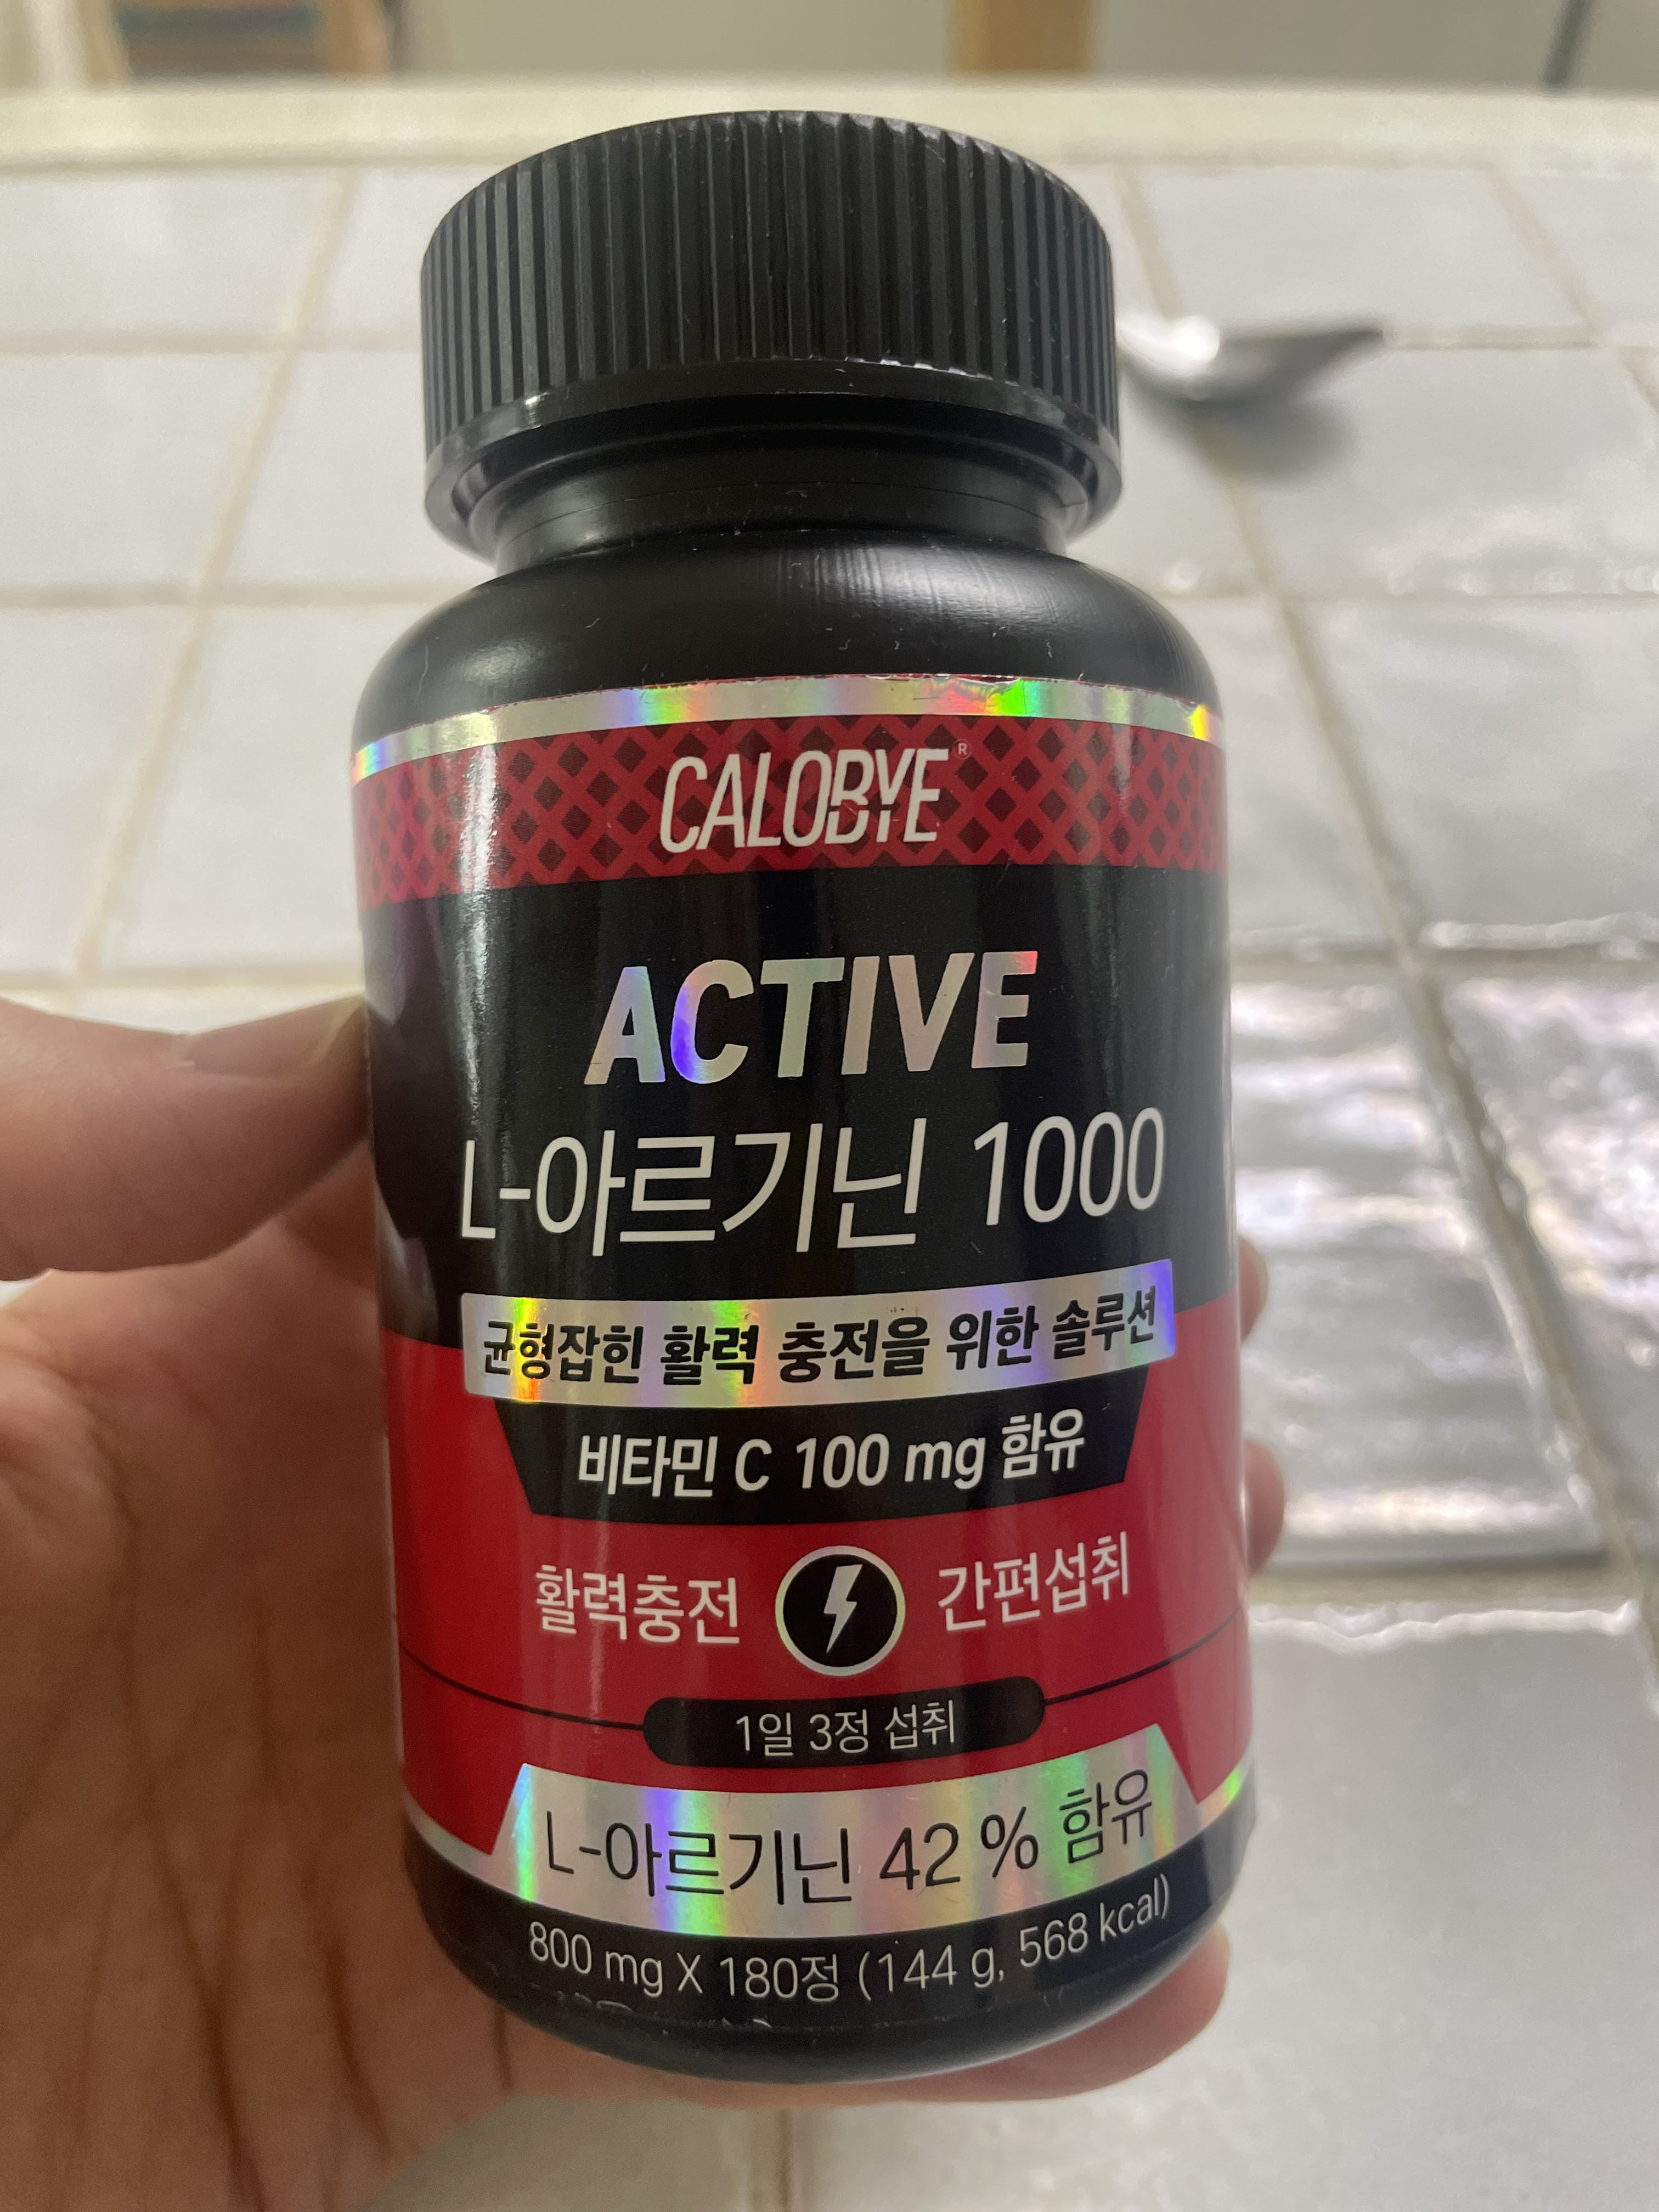 CALOBYE®
ACTIVE
L-아르기닌 1000
균형잡힌 활력 충전을 위한 솔루션
비타민 C 100 mg 함유
활력충전 간편섭취
1일 3정 섭취
L-아르기닌 42 % 함유
800 mg X 180정 (144 g, 568 kcal)